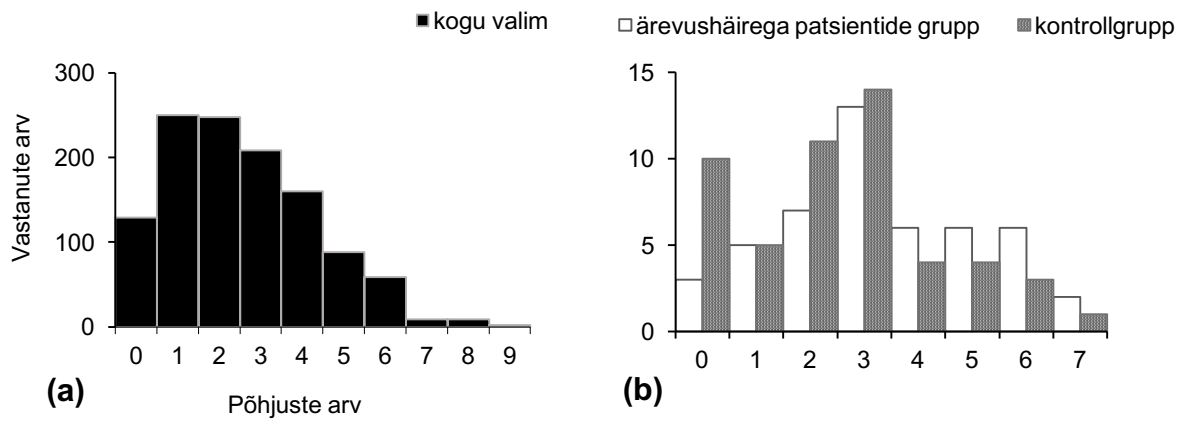 kogu valim
ärevushäirega patsientide grupp
kontrollgrupp
Vastanute arv
300
200
100
0
0 1 2 3 4 5 6 7 8 9
Põhjuste arv
(a)
15
10
5
0
0 1 2 3 4 5 6 7
(b)